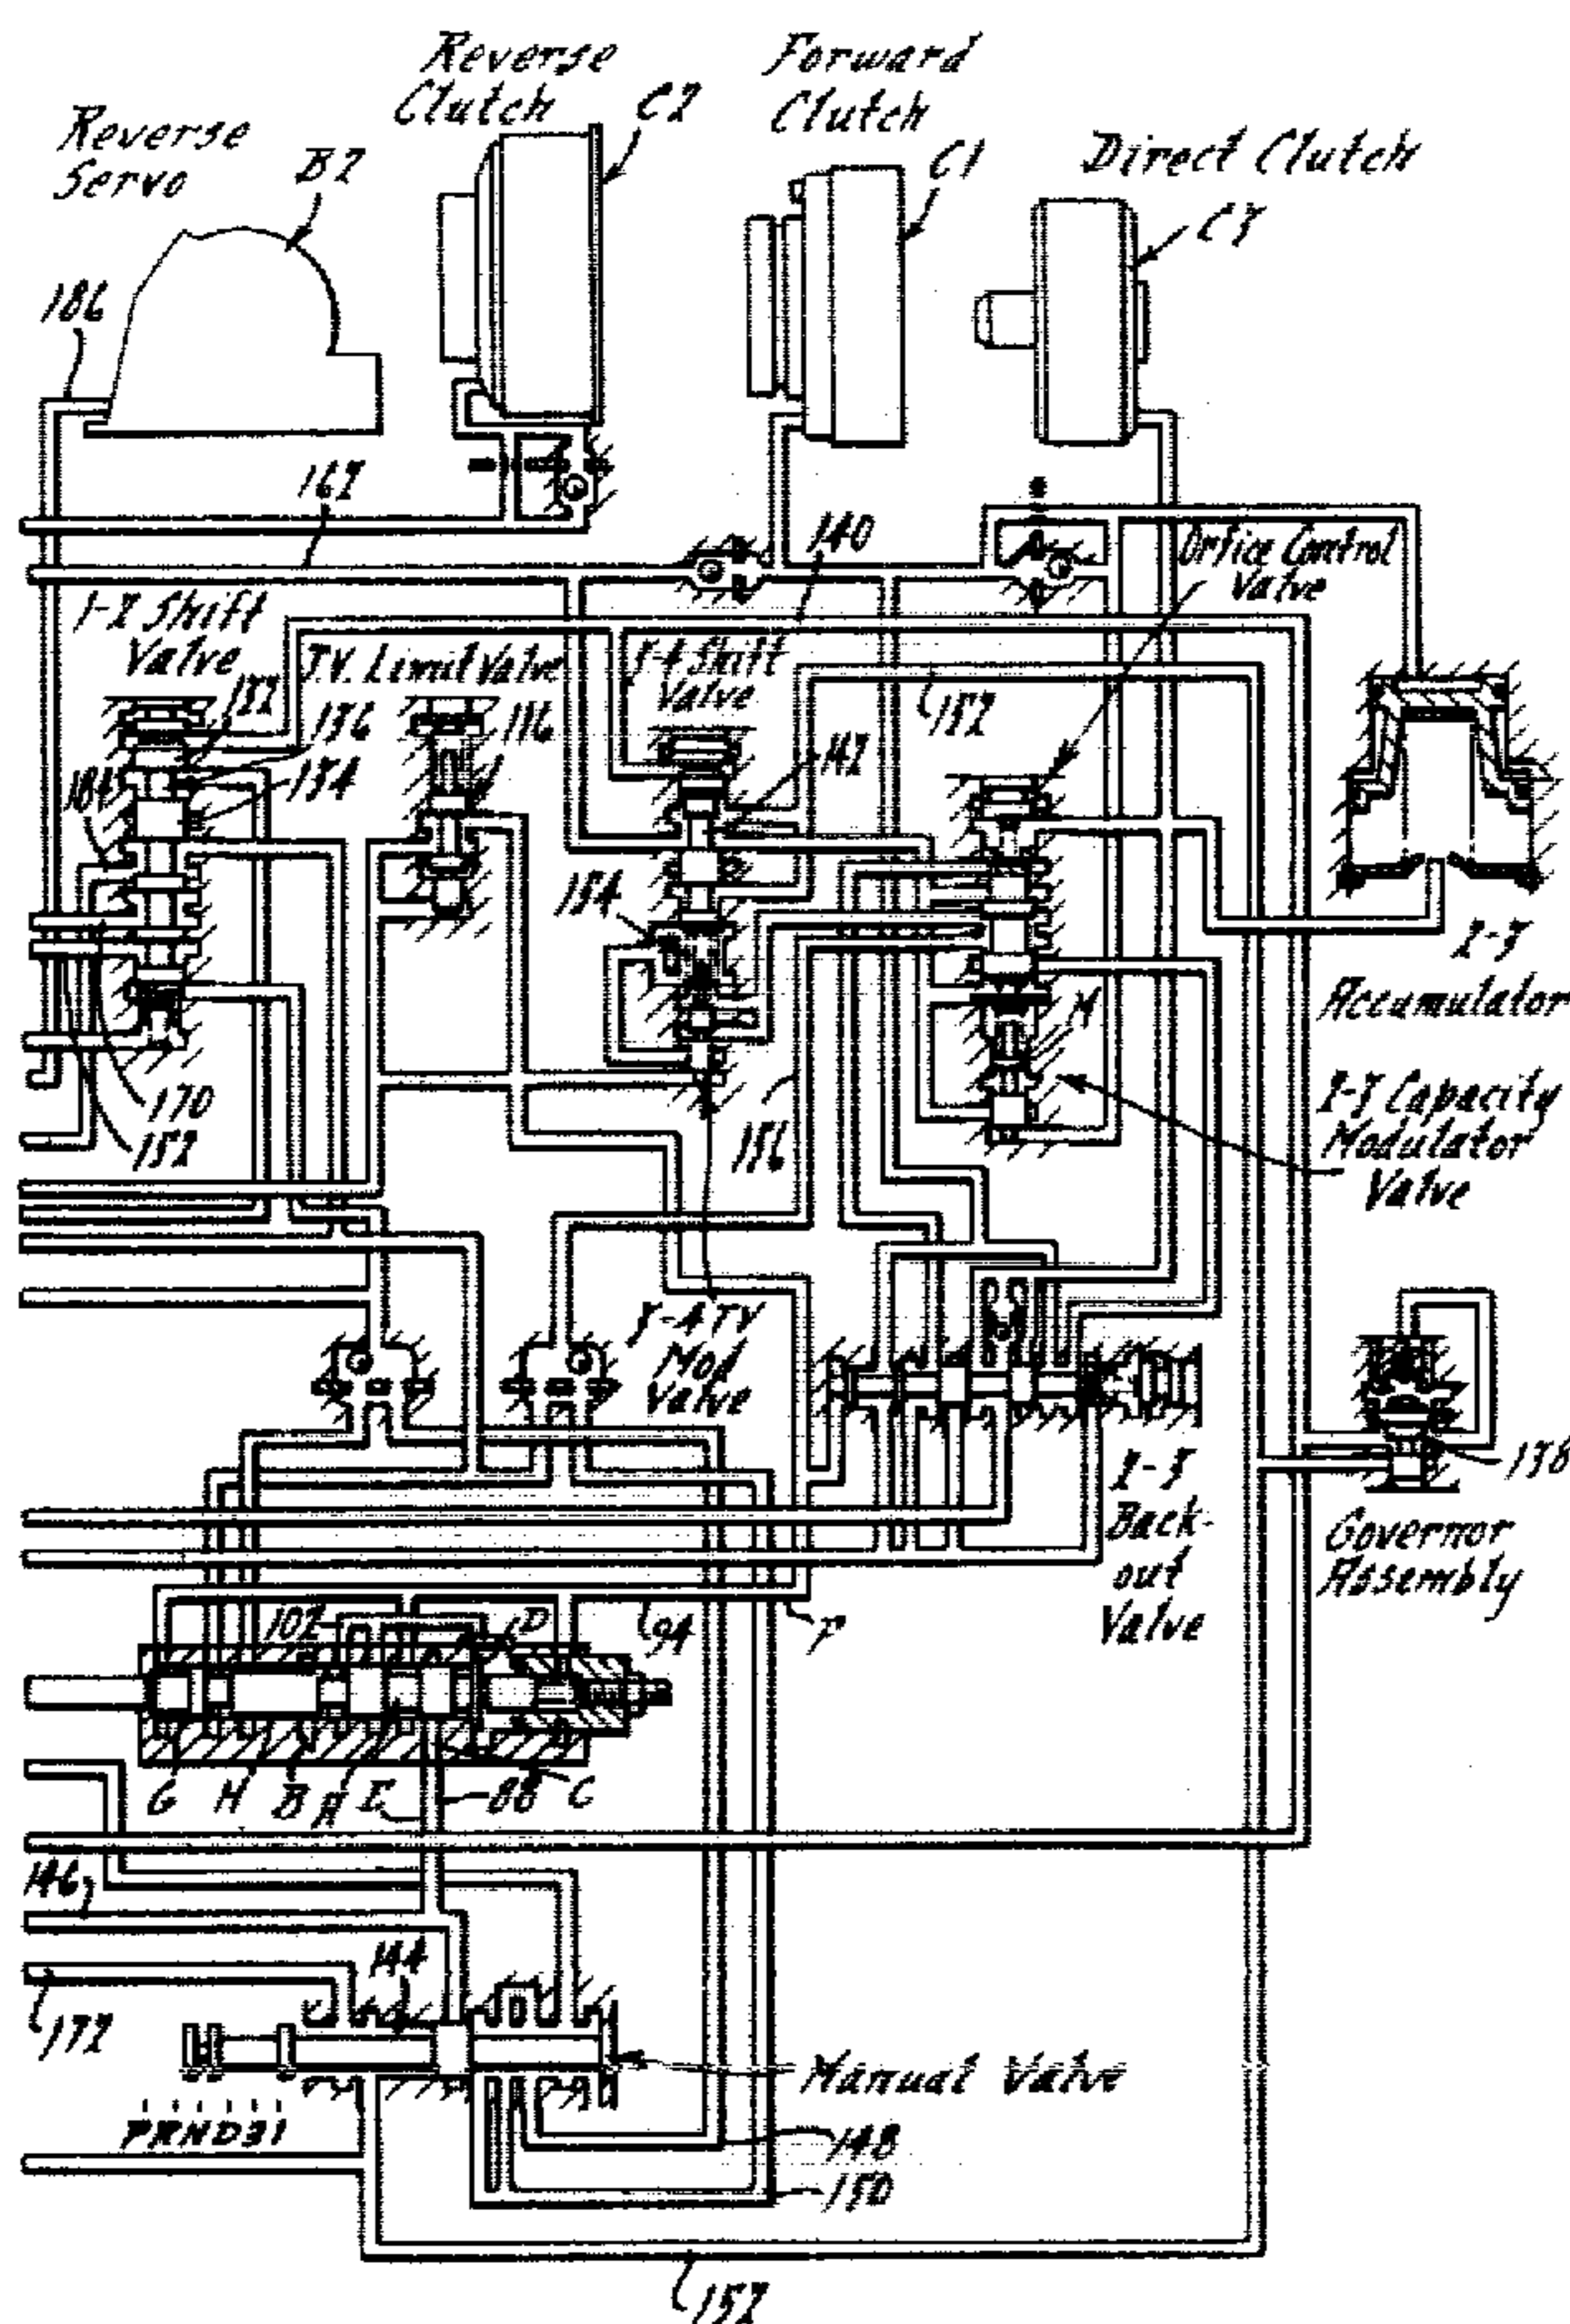 Reverse
Clutch
C2
Forward
Clutch
C1
Reverse
Servo
B2
Direct Clutch
C3
186
162
140
Orfice Control
Valve
1-2 Shift
Valve
T.V. Limit Valve
3-4 Shift
Valve
132
136
134
116
142
152
184
154
2-3
Accumulator
M
170
152
156
2-3 Capacity
Modulator
Valve
3-4 TV
Mod
Valve
138
2-3
Back-
out
Valve
Governor
Assembly
102
D
94
F
G H B A E 88 C
146
144
172
Manual Valve
PRND31
148
150
152